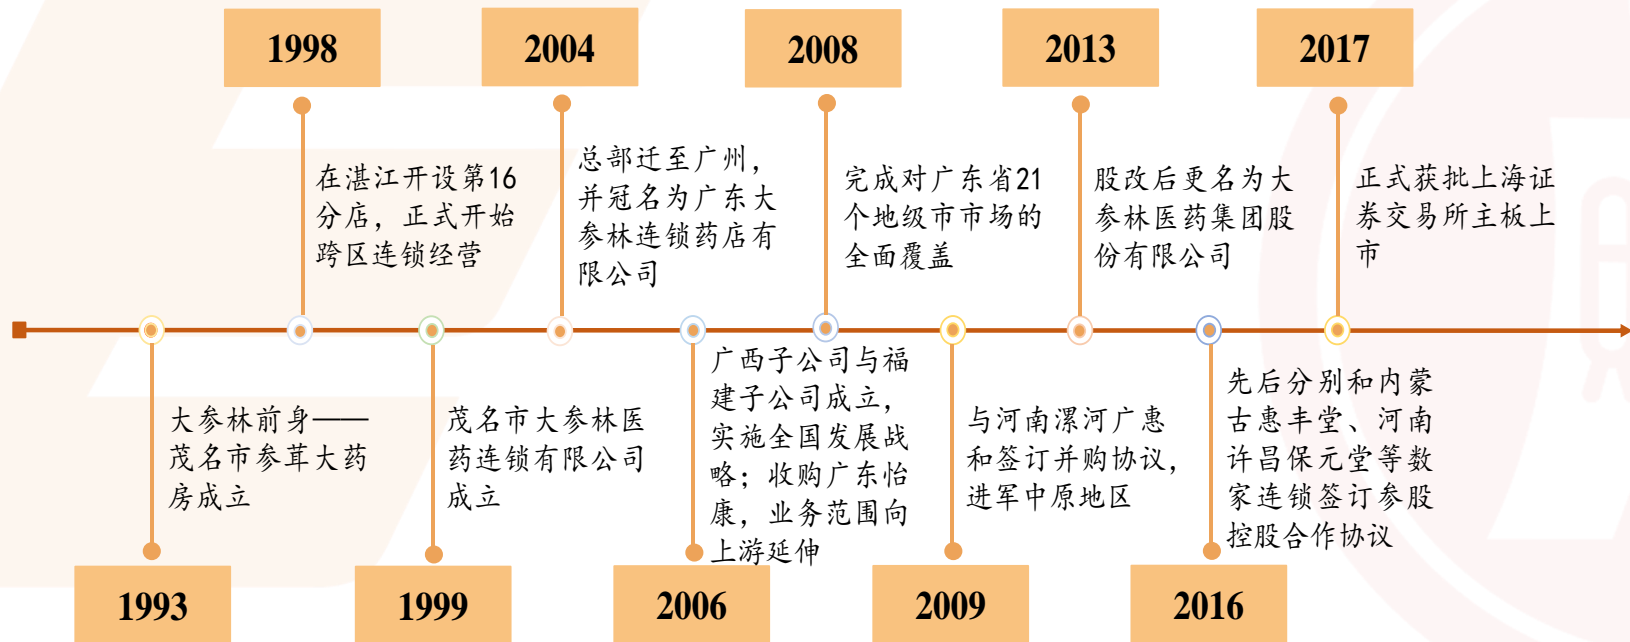 1998
在湛江开设第16
分店，正式开始
跨区连锁经营
2004
总部迁至广州，
并冠名为广东大
参林连锁药店有
限公司
2008
完成对广东省21
个地级市市场的
全面覆盖
2013
股改后更名为大
参林医药集团股
份有限公司
2017
正式获批上海证
券交易所主板上
市
大参林前身——
茂名市参茸大药
房成立
1993
茂名市大参林医
药连锁有限公司
成立
1999
广西子公司与福
建子公司成立，
实施全国发展战
略；收购广东怡
康，业务范围向
上游延伸
2006
与河南漯河广惠
和签订并购协议，
进军中原地区
2009
先后分别和内蒙
古惠丰堂、河南
许昌保元堂等数
家连锁签订参股
控股合作协议
2016